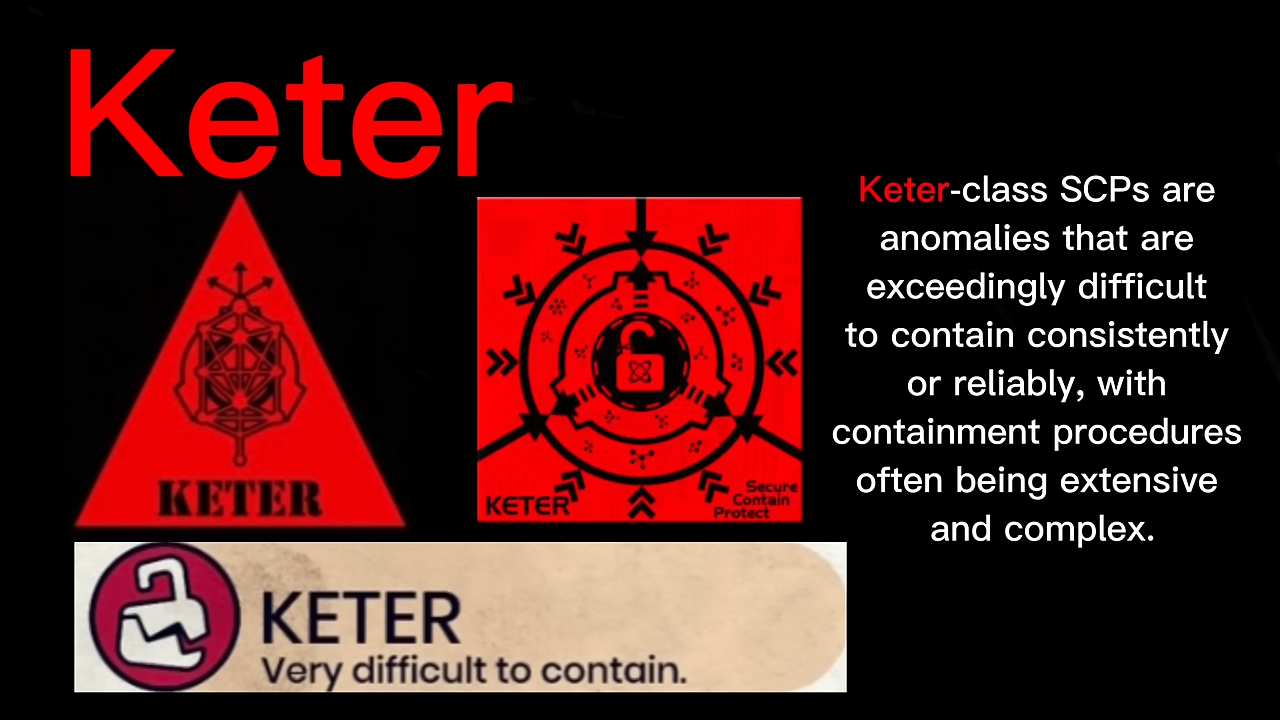 Keter
KETER
KETER
Secure
Contain
Protect
Keter-class SCPs are
anomalies that are
exceedingly difficult
to contain consistently
or reliably, with
containment procedures
often being extensive
and complex.
KETER
Very difficult to contain.